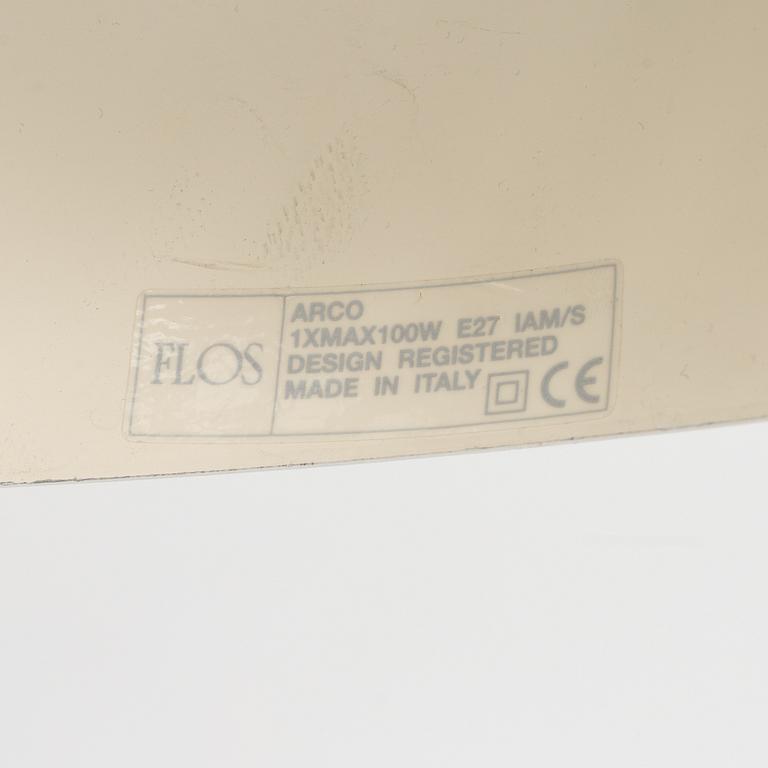 FLOS
ARCO
1XMAX100W E27 IAM/S
DESIGN REGISTERED
MADE IN ITALY CE